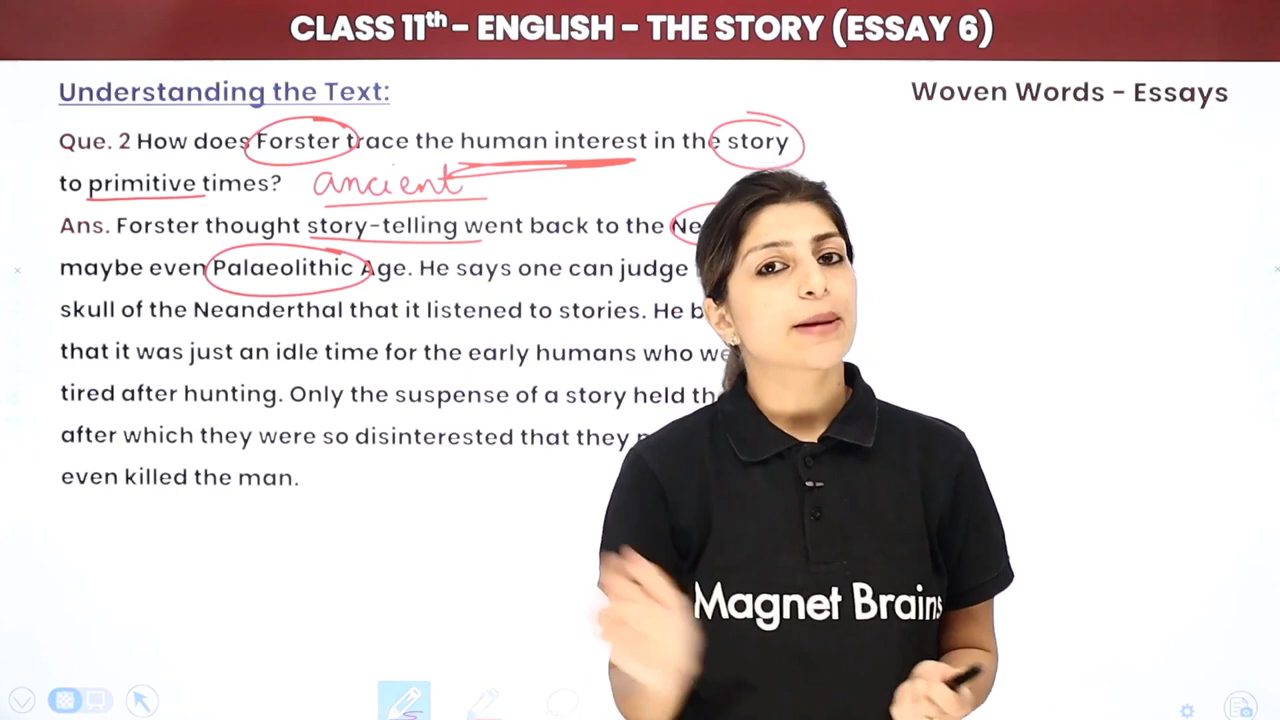 CLASS 11th - ENGLISH - THE STORY (ESSAY 6)
Understanding the Text:
Woven Words - Essays
Que. 2 How does Forster trace the human interest in the story
to primitive times? ancient
Ans. Forster thought story-telling went back to the
maybe even Palaeolithic Age. He says one can judge
skull of the Neanderthal that it listened to stories. He
that it was just an idle time for the early humans who
tired after hunting. Only the suspense of a story held
after which they were so disinterested that they
even killed the man.
Magnet Brains